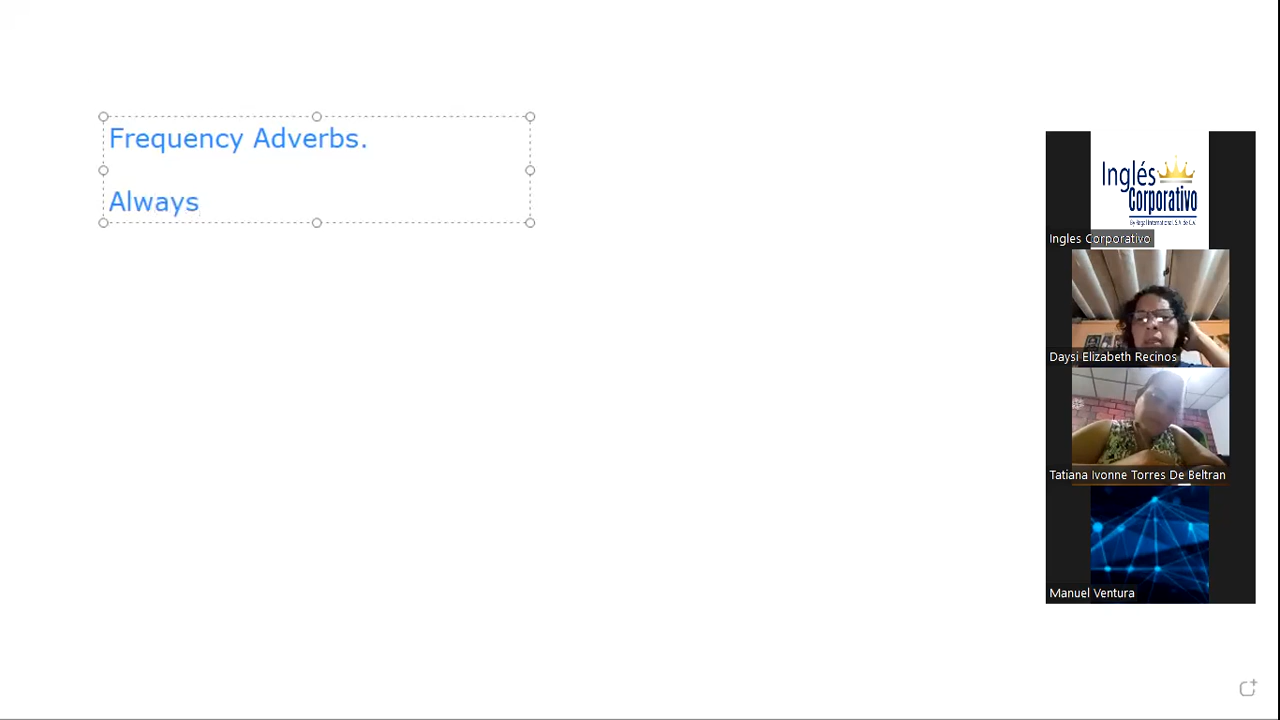 Frequency Adverbs.
Always
Inglés
Corporativo
Ingles Corporativo
Daysi Elizabeth Recinos
Tatiana Ivonne Torres De Beltran
Manuel Ventura